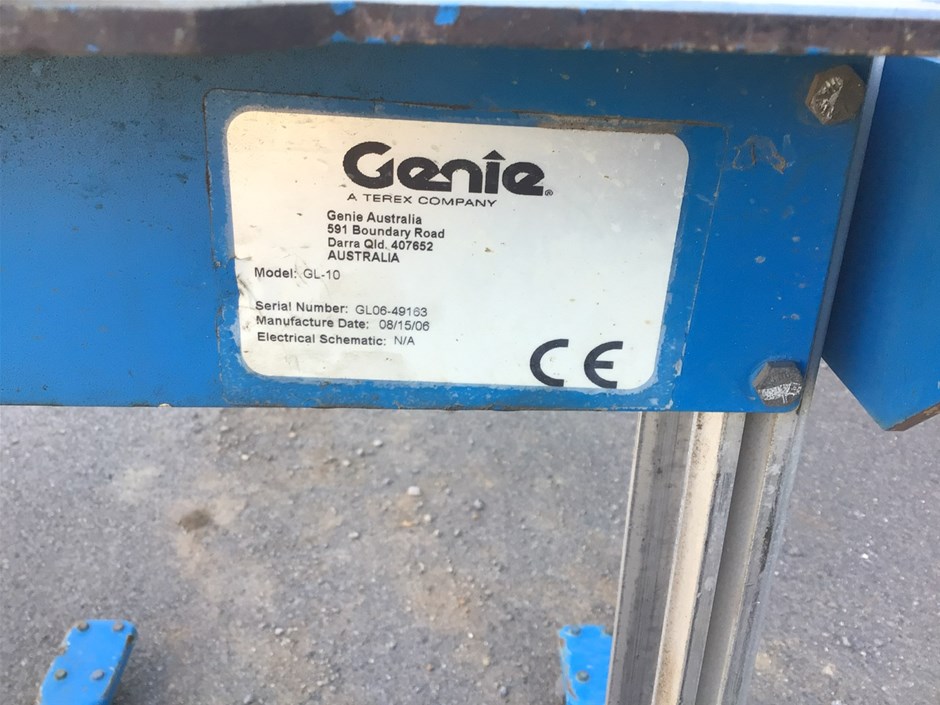 Genie®
A TEREX COMPANY
Genie Australia
591 Boundary Road
Darra Qld. 407652
AUSTRALIA
Model: GL-10
Serial Number: GL06-49163
Manufacture Date: 08/15/06
Electrical Schematic: N/A
CE